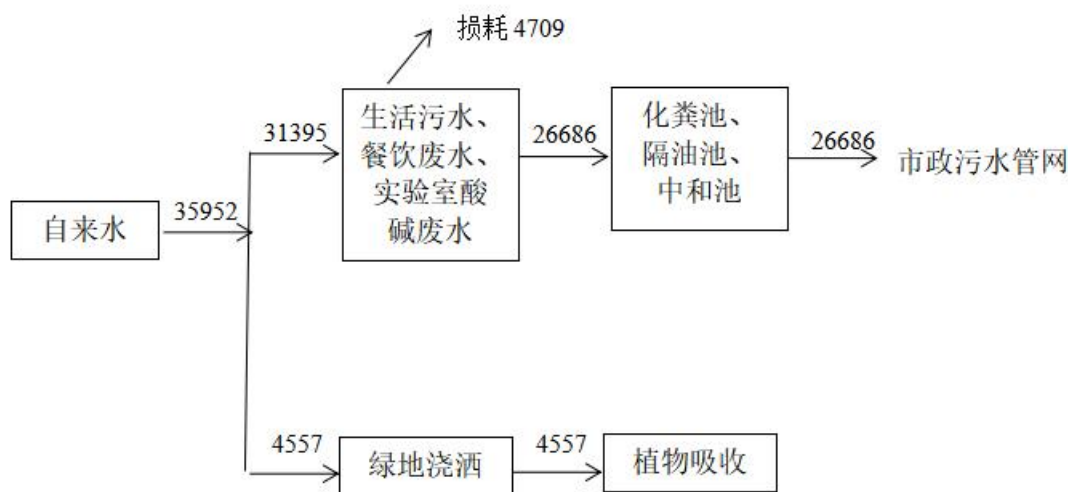 损耗 4709
31395
生活污水、
餐饮废水、
实验室酸
碱废水
26686
化粪池、
隔油池、
中和池
26686
市政污水管网
自来水
35952
4557
绿地浇洒
4557
植物吸收